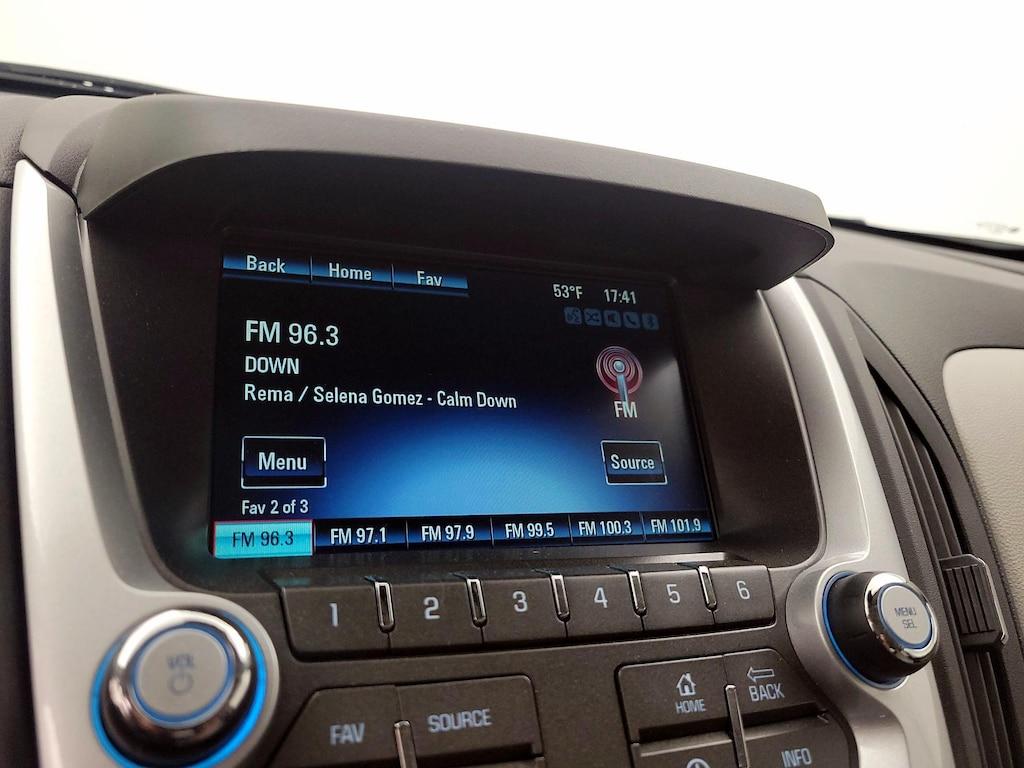 Back Home Fav
53°F 17:41
FM 96.3
DOWN
Rema / Selena Gomez - Calm Down
FM
Menu
Source
Fav 2 of 3
FM 96.3 FM 97.1 FM 97.9 FM 99.5 FM 100.3 FM 101.9
1 2 3 4 5 6
MENU
SEL
VOL
HOME
BACK
FAV
SOURCE
INFO